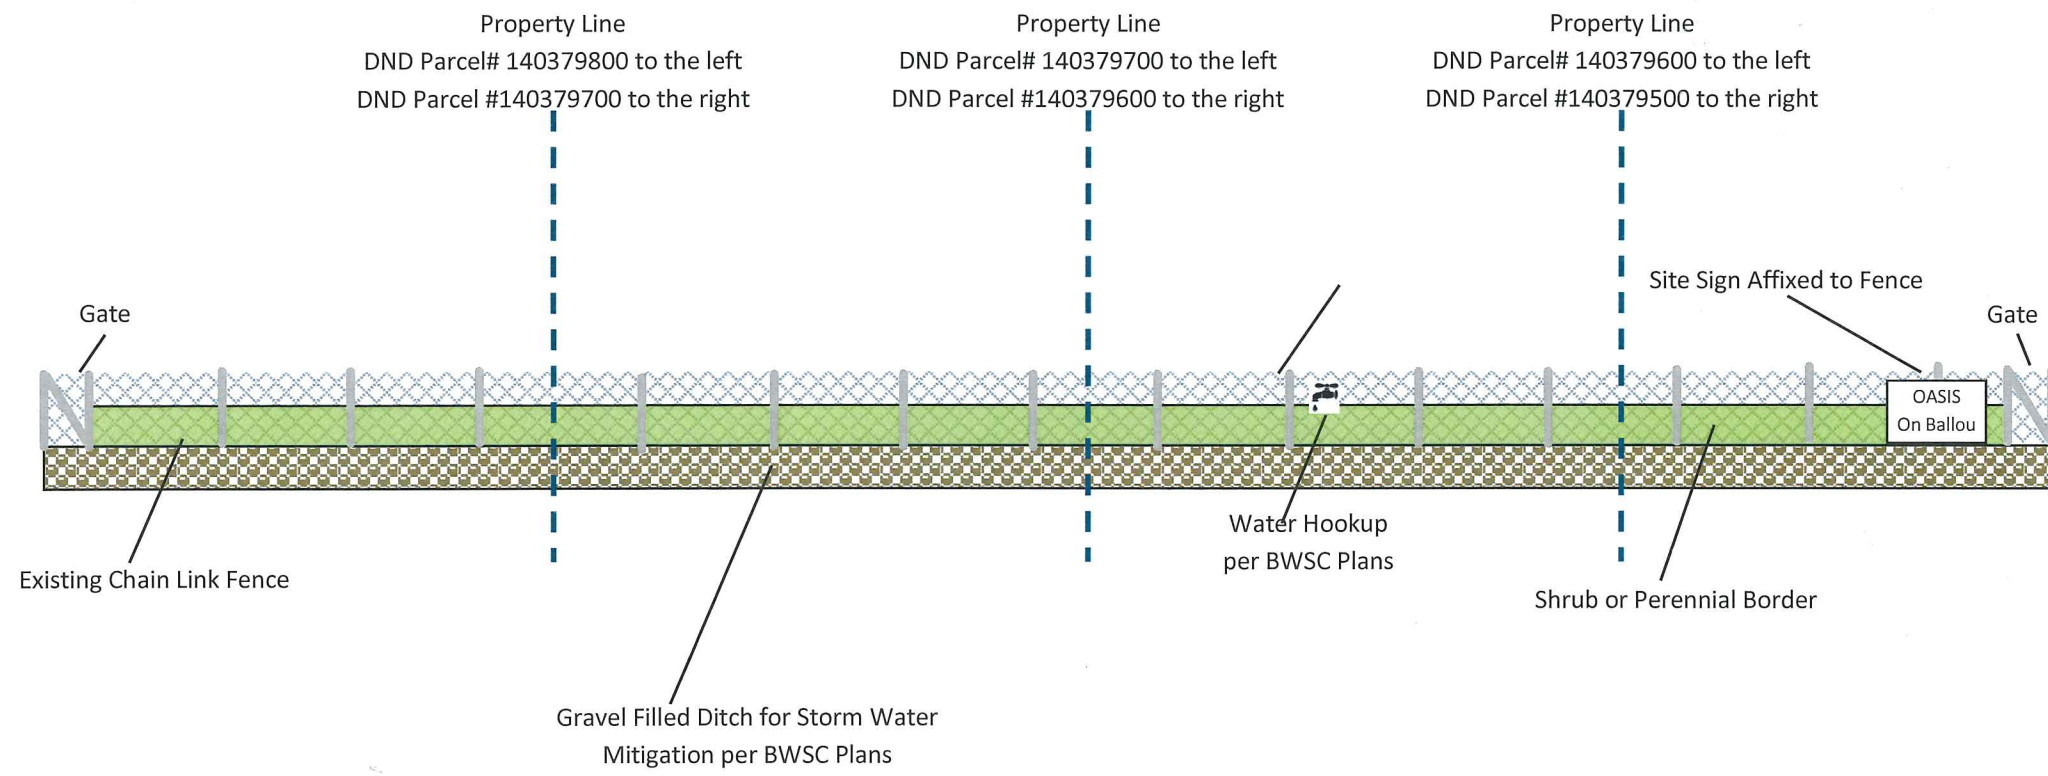 Property Line
DND Parcel# 140379800 to the left
DND Parcel #140379700 to the right
Property Line
DND Parcel# 140379700 to the left
DND Parcel #140379600 to the right
Property Line
DND Parcel# 140379600 to the left
DND Parcel #140379500 to the right
Site Sign Affixed to Fence
Gate
Gate
OASIS
On Ballou
Water Hookup
per BWSC Plans
Existing Chain Link Fence
Shrub or Perennial Border
Gravel Filled Ditch for Storm Water
Mitigation per BWSC Plans